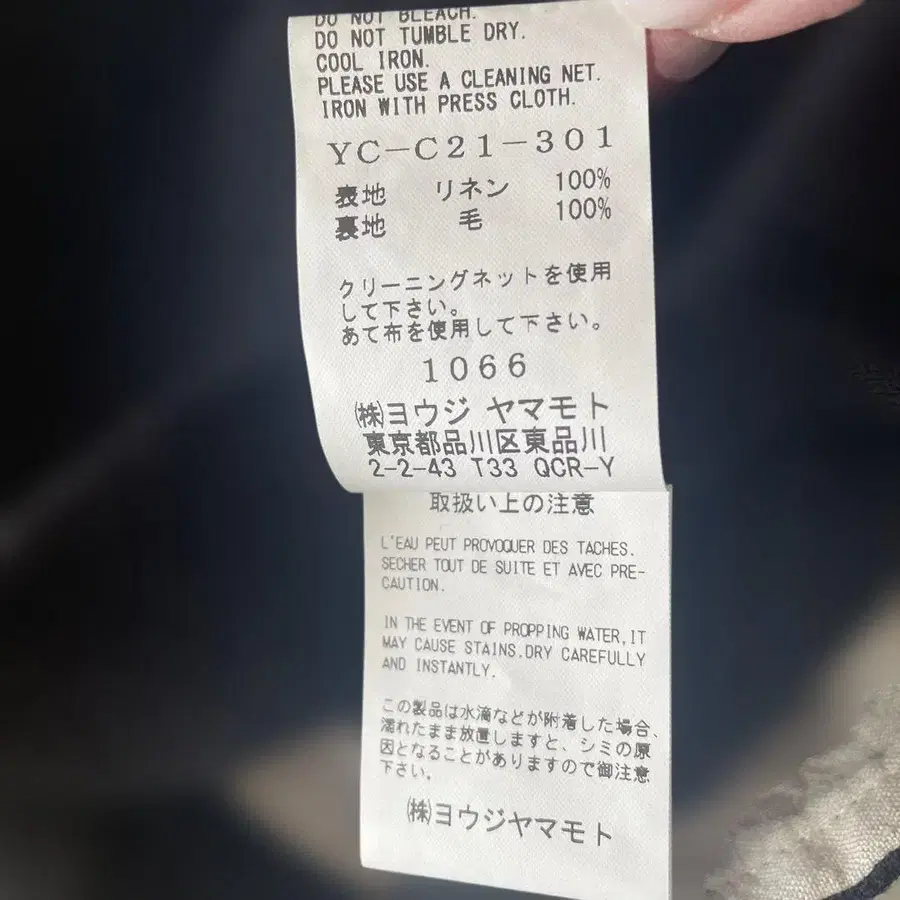 DO NOT BLEACH.
DO NOT TUMBLE DRY.
COOL IRON.
PLEASE USE A CLEANING NET.
IRON WITH PRESS CLOTH.
YC-C21-301
表地 リネン 100%
裏地 毛 100%
クリーニングネットを使用
して下さい。
あて布を使用して下さい。
1066
㈱ヨウジ ヤマモト
東京都品川区東品川
2-2-43 T33 QCR-Y
取扱い上の注意
L'EAU PEUT PROVOQUER DES TACHES.
SECHER TOUT DE SUITE ET AVEC PRE-
CAUTION.
IN THE EVENT OF PROPPING WATER,IT
MAY CAUSE STAINS.DRY CAREFULLY
AND INSTANTLY.
この製品は水滴などが附着した場合、
濡れたまま放置しますと、シミの原
因となることがありますので御注意
下さい。
㈱ヨウジヤマモト